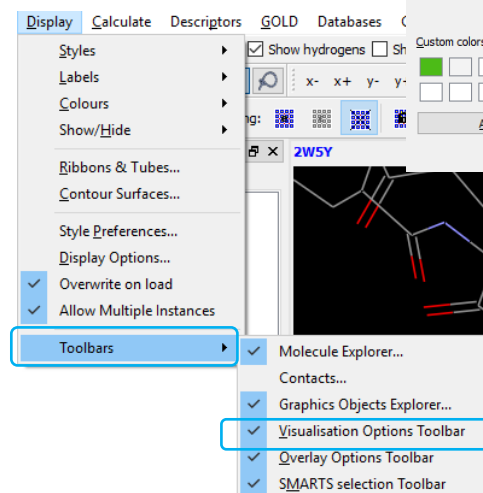 Display Calculate Descriptors GOLD Databases
Styles
Show hydrogens
Custom colors
Labels
x- x+ y- y-
Colours
Show/Hide
ng:
2W5Y
Ribbons & Tubes...
Contour Surfaces...
Style Preferences...
Display Options...
Overwrite on load
Allow Multiple Instances
Toolbars
Molecule Explorer...
Contacts...
Graphics Objects Explorer...
Visualisation Options Toolbar
Overlay Options Toolbar
SMARTS selection Toolbar